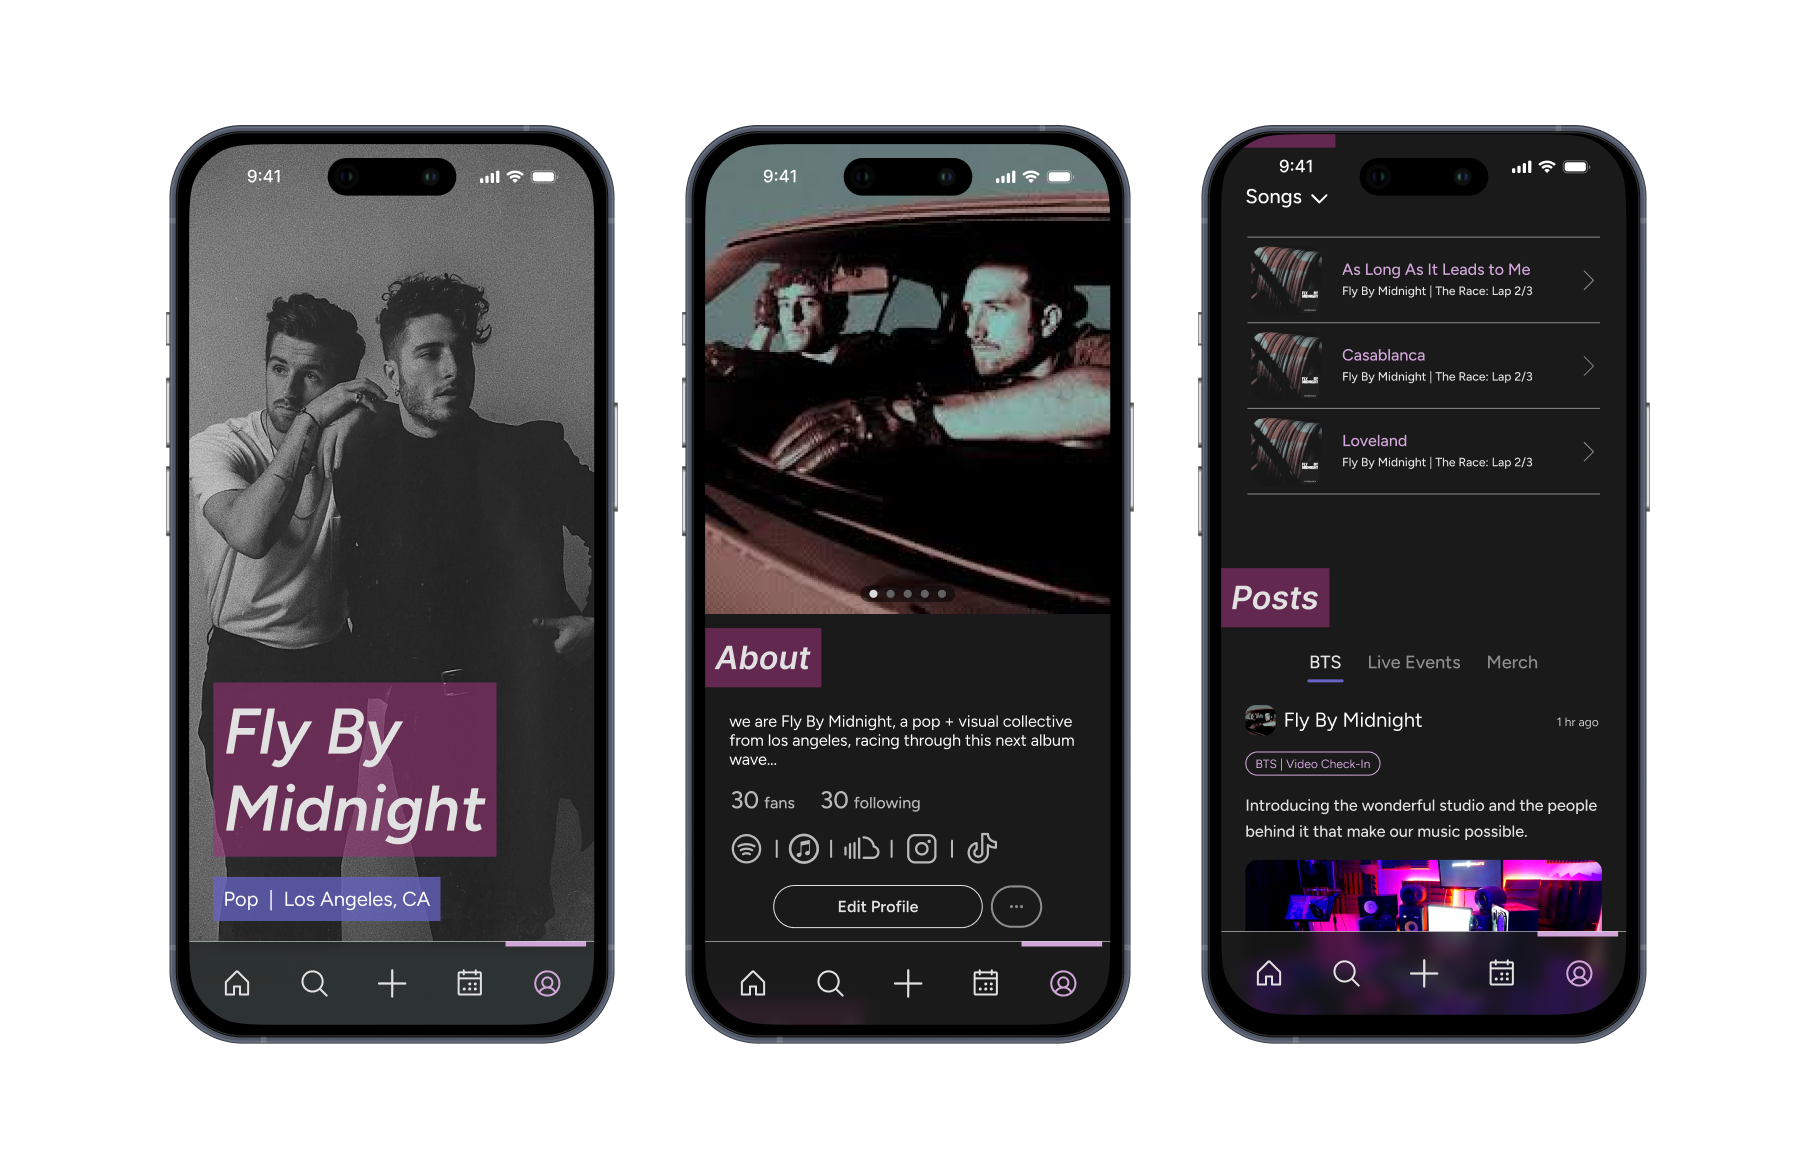 9:41
Fly By
Midnight
Pop | Los Angeles, CA
9:41
About
we are Fly By Midnight, a pop + visual collective
from los angeles, racing through this next album
wave...
30 fans 30 following
Edit Profile
...
9:41
Songs
As Long As It Leads to Me
Fly By Midnight | The Race: Lap 2/3
Casablanca
Fly By Midnight | The Race: Lap 2/3
Loveland
Fly By Midnight | The Race: Lap 2/3
Posts
BTS Live Events Merch
Fly By Midnight 1 hr ago
BTS | Video Check-In
Introducing the wonderful studio and the people
behind it that make our music possible.